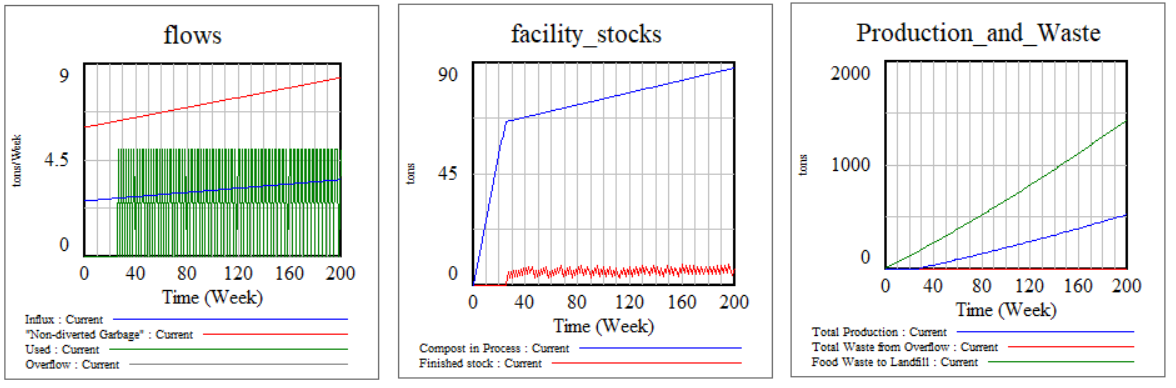 flows
9
4.5
0
tons/Week
0 40 80 120 160 200
Time (Week)
Influx : Current
"Non-diverted Garbage" : Current
Used : Current
Overflow : Current
facility_stocks
90
45
0
tons
0 40 80 120 160 200
Time (Week)
Compost in Process : Current
Finished stock : Current
Production_and_Waste
2000
1000
0
tons
0 40 80 120 160 200
Time (Week)
Total Production : Current
Total Waste from Overflow : Current
Food Waste to Landfill : Current